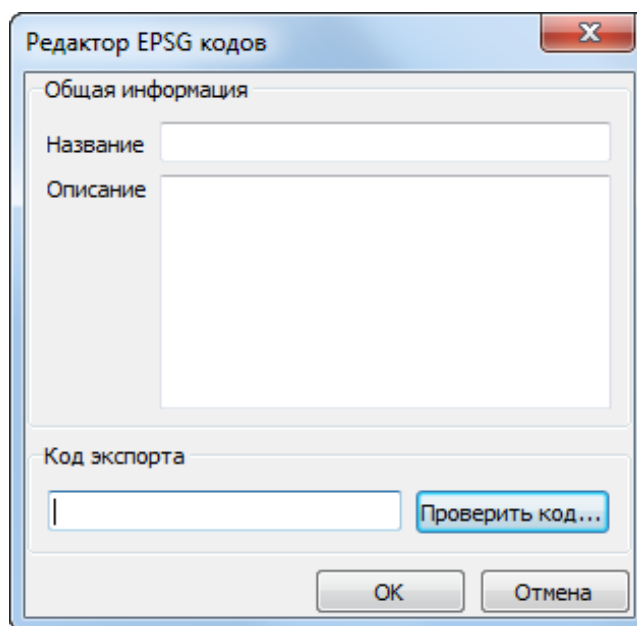 Редактор EPSG кодов
Общая информация
Название
Описание
Код экспорта
Проверить код...
OK
Отмена